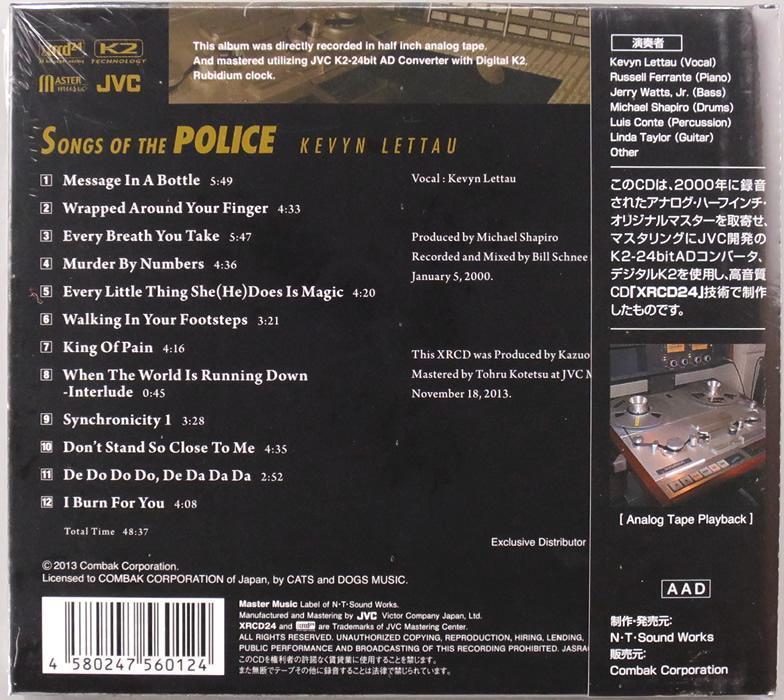 xrcd24
K2
TECHNOLOGY
MASTER
music
JVC
This album was directly recorded in half inch analog tape.
And mastered utilizing JVC K2-24bit AD Converter with Digital K2,
Rubidium clock.
SONGS OF THE POLICE KEVYN LETTAU
1 Message In A Bottle 5:49
2 Wrapped Around Your Finger 4:33
3 Every Breath You Take 5:47
4 Murder By Numbers 4:36
5 Every Little Thing She(He)Does Is Magic 4:20
6 Walking In Your Footsteps 3:21
7 King Of Pain 4:16
8 When The World Is Running Down
-Interlude 0:45
9 Synchronicity 1 3:28
10 Don't Stand So Close To Me 4:35
11 De Do Do Do, De Da Da Da 2:52
12 I Burn For You 4:08
Total Time 48:37
Vocal : Kevyn Lettau
Produced by Michael Shapiro
Recorded and Mixed by Bill Schnee
January 5, 2000.
This XRCD was Produced by Kazuo
Mastered by Tohru Kotetsu at JVC M
November 18, 2013.
Exclusive Distributor
©2013 Combak Corporation.
Licensed to COMBAK CORPORATION of Japan, by CATS and DOGS MUSIC.
4 580247 560124
Master Music Label of N·T·Sound Works.
Manufactured and Mastering by JVC Victor Company Japan, Ltd.
XRCD24 and xrcd24 are Trademarks of JVC Mastering Center.
ALL RIGHTS RESERVED. UNAUTHORIZED COPYING, REPRODUCTION, HIRING, LENDING,
PUBLIC PERFORMANCE AND BROADCASTING OF THIS RECORDING PROHIBITED. JASRA
このCDを権利者の許諾なく賃貸業に使用することを禁じます。
また無断でテープその他に録音することは法律で禁じられています。
演奏者
Kevyn Lettau (Vocal)
Russell Ferrante (Piano)
Jerry Watts, Jr. (Bass)
Michael Shapiro (Drums)
Luis Conte (Percussion)
Linda Taylor (Guitar)
Other
このCDは、2000年に録音
されたアナログ・ハーフインチ・
オリジナルマスターを取寄せ、
マスタリングにJVC開発の
K2-24bitADコンバータ、
デジタルK2を使用し、高音質
CD「XRCD24」技術で制作
したものです。
[ Analog Tape Playback ]
AAD
制作・発売元:
N·T·Sound Works
販売元:
Combak Corporation